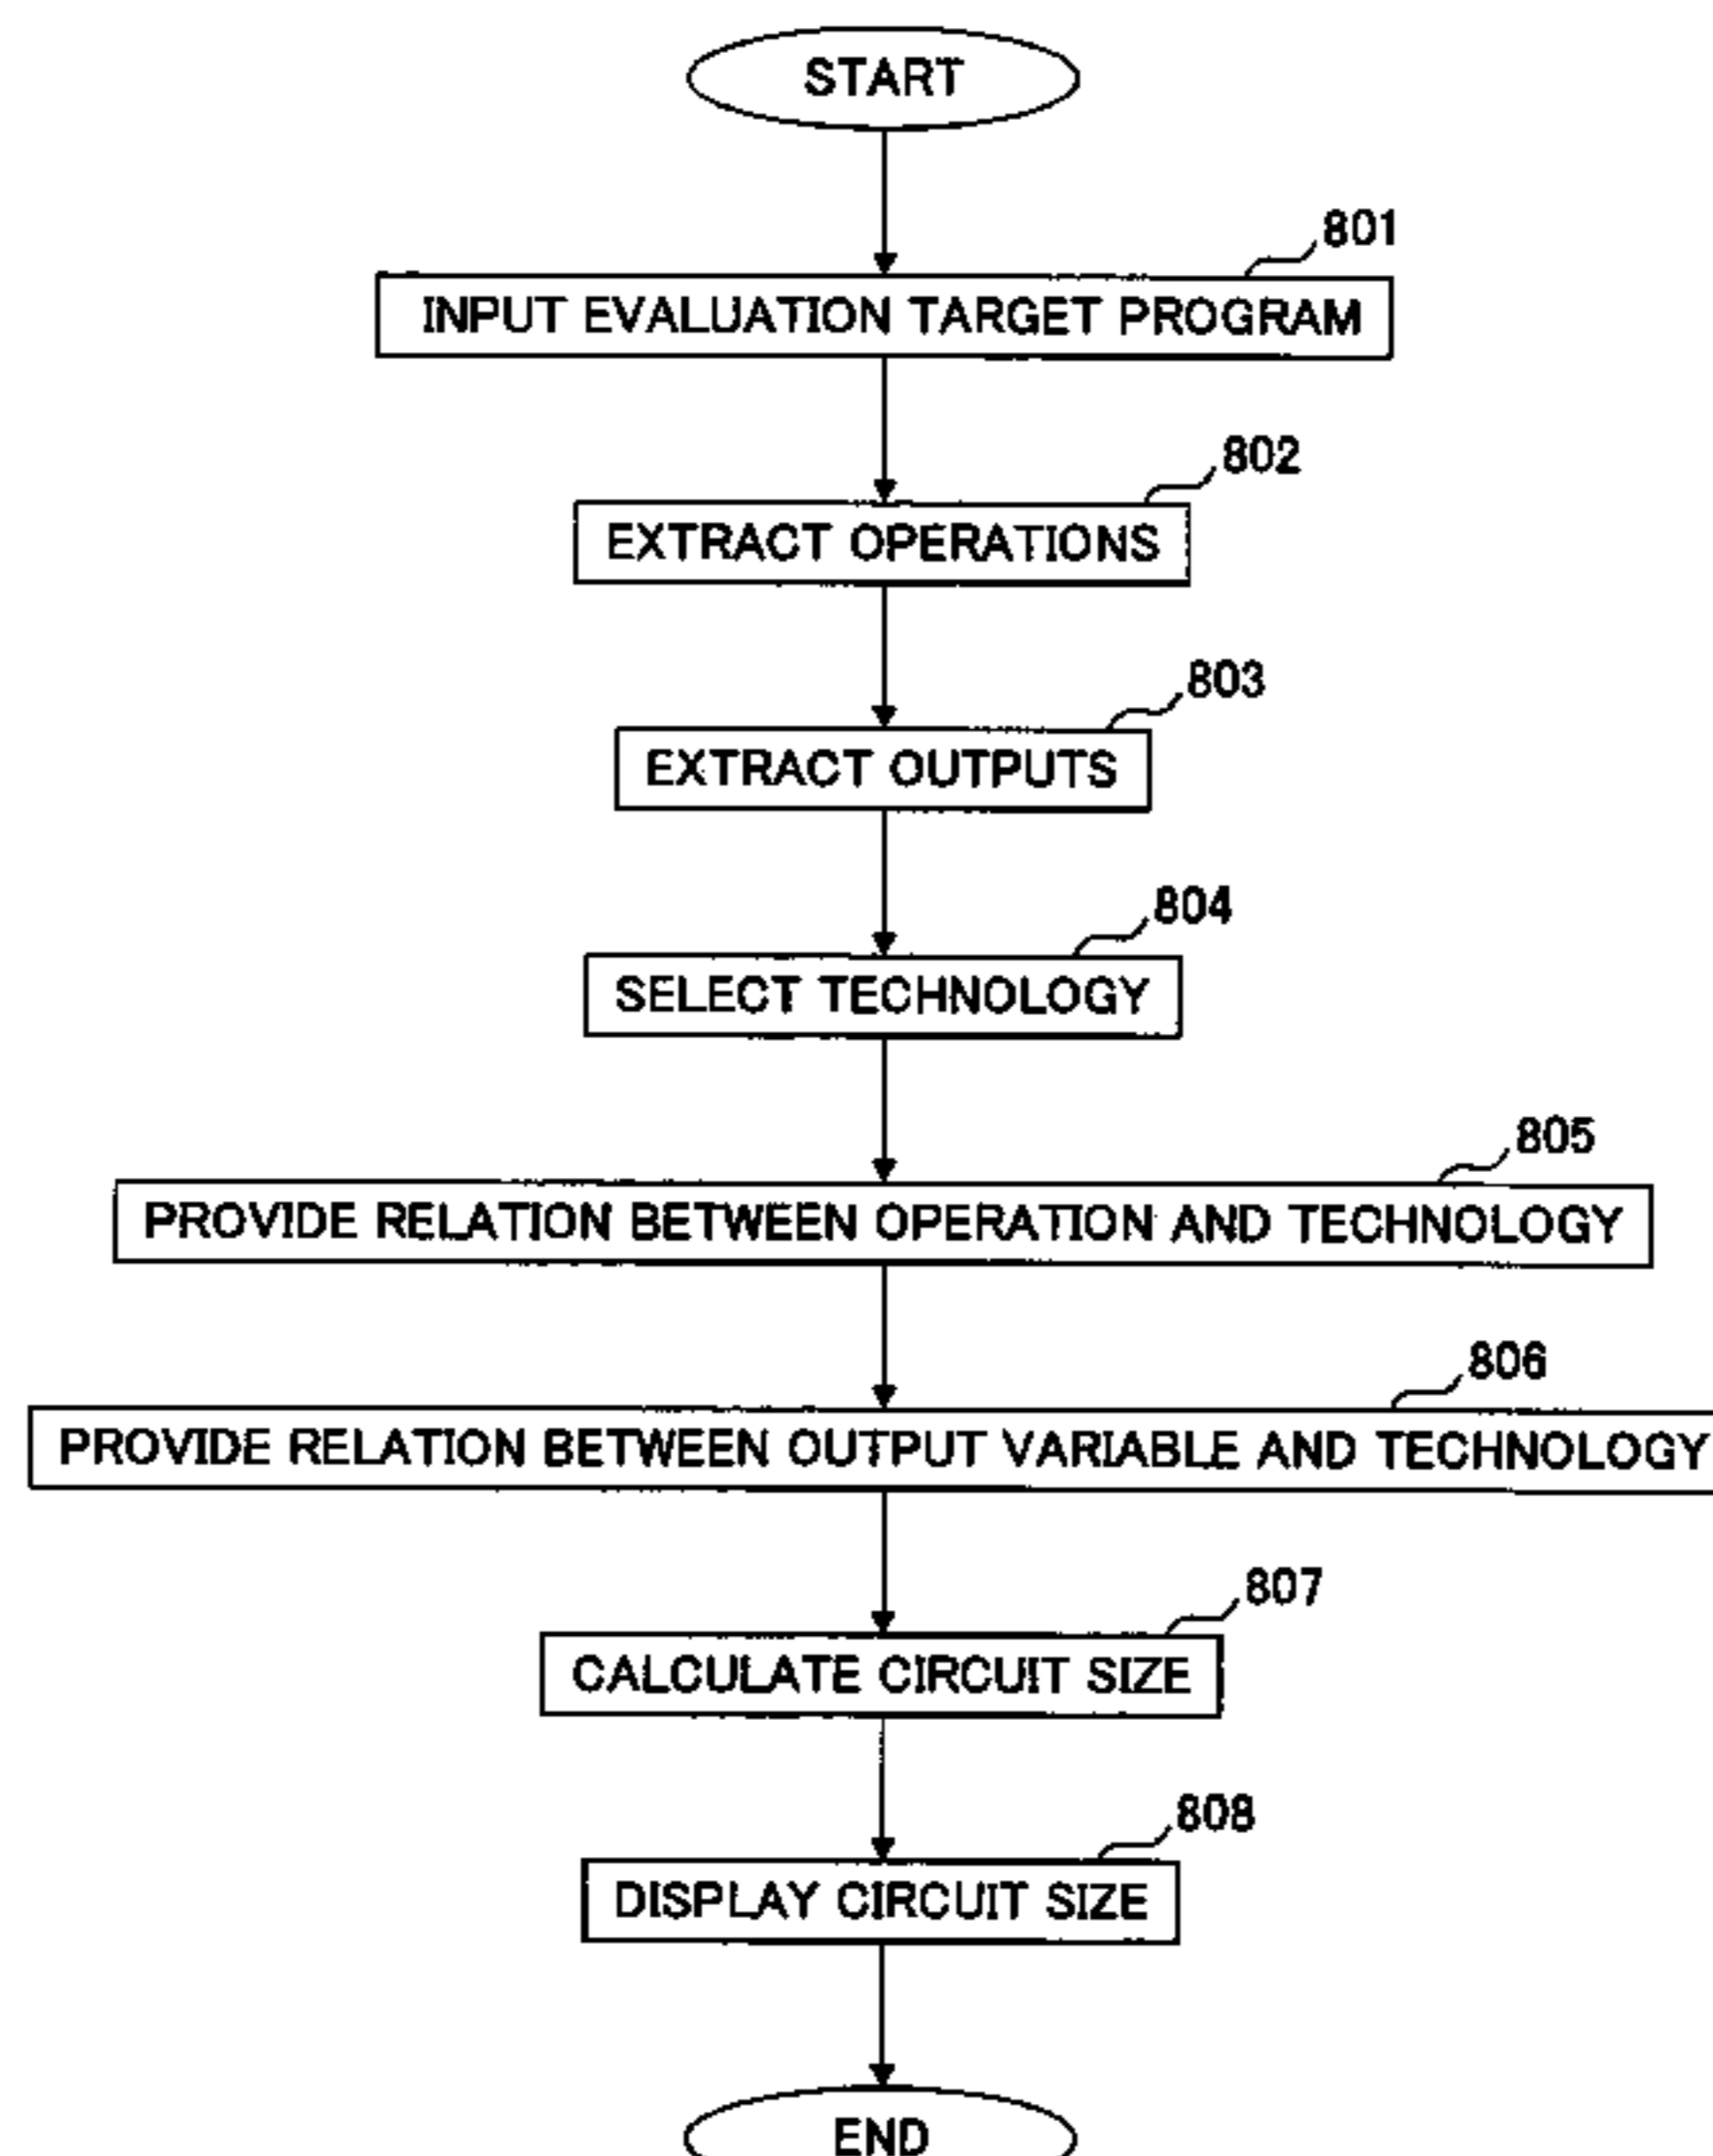 START
801
INPUT EVALUATION TARGET PROGRAM
802
EXTRACT OPERATIONS
803
EXTRACT OUTPUTS
804
SELECT TECHNOLOGY
805
PROVIDE RELATION BETWEEN OPERATION AND TECHNOLOGY
806
PROVIDE RELATION BETWEEN OUTPUT VARIABLE AND TECHNOLOGY
807
CALCULATE CIRCUIT SIZE
808
DISPLAY CIRCUIT SIZE
END